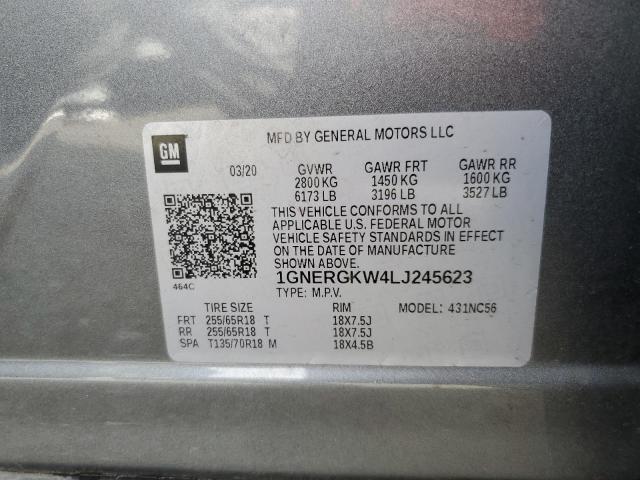 GM
MFD BY GENERAL MOTORS LLC
03/20 GVWR GAWR FRT GAWR RR
2800 KG 1450 KG 1600 KG
6173 LB 3196 LB 3527 LB
THIS VEHICLE CONFORMS TO ALL
APPLICABLE U.S. FEDERAL MOTOR
VEHICLE SAFETY STANDARDS IN EFFECT
ON THE DATE OF MANUFACTURE
SHOWN ABOVE.
464C
1GNERGKW4LJ245623
TYPE: M.P.V.
TIRE SIZE RIM MODEL: 431NC56
FRT 255/65R18 T 18X7.5J
RR 255/65R18 T 18X7.5J
SPA T135/70R18 M 18X4.5B